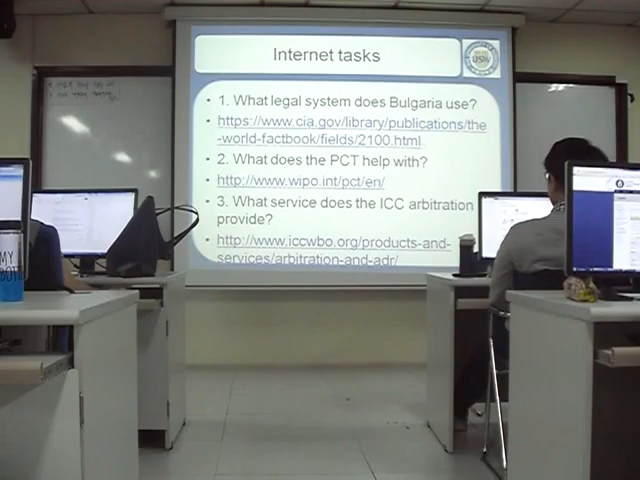 Internet tasks
• 1. What legal system does Bulgaria use?
• https://www.cia.gov/library/publications/the
-world-factbook/fields/2100.html
• 2. What does the PCT help with?
• http://www.wipo.int/pct/en/
• 3. What service does the ICC arbitration
provide?
• http://www.iccwbo.org/products-and-
services/arbitration-and-adr/
MY